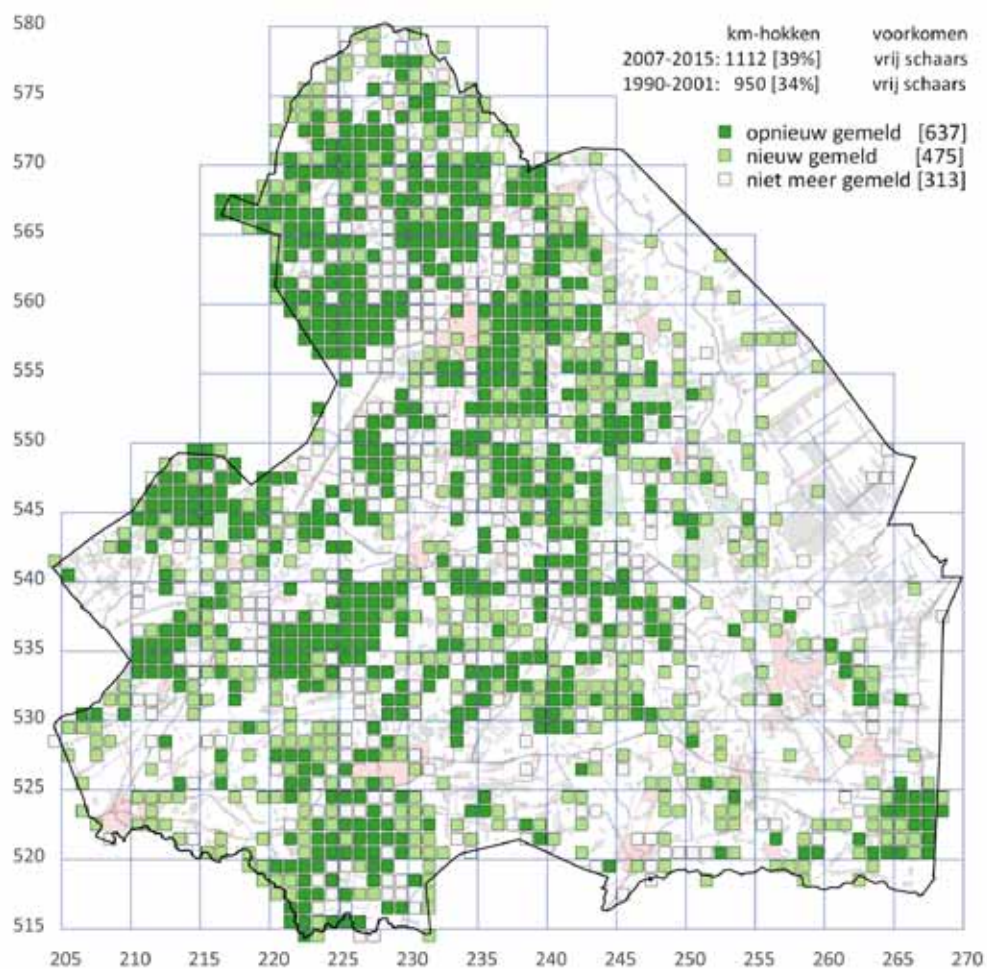 km-hokken voorkomen
2007-2015: 1112 [39%] vrij schaars
1990-2001: 950 [34%] vrij schaars
opnieuw gemeld [637]
nieuw gemeld [475]
niet meer gemeld [313]
580
575
570
565
560
555
550
545
540
535
530
525
520
515
205 210 215 220 225 230 235 240 245 250 255 260 265 270